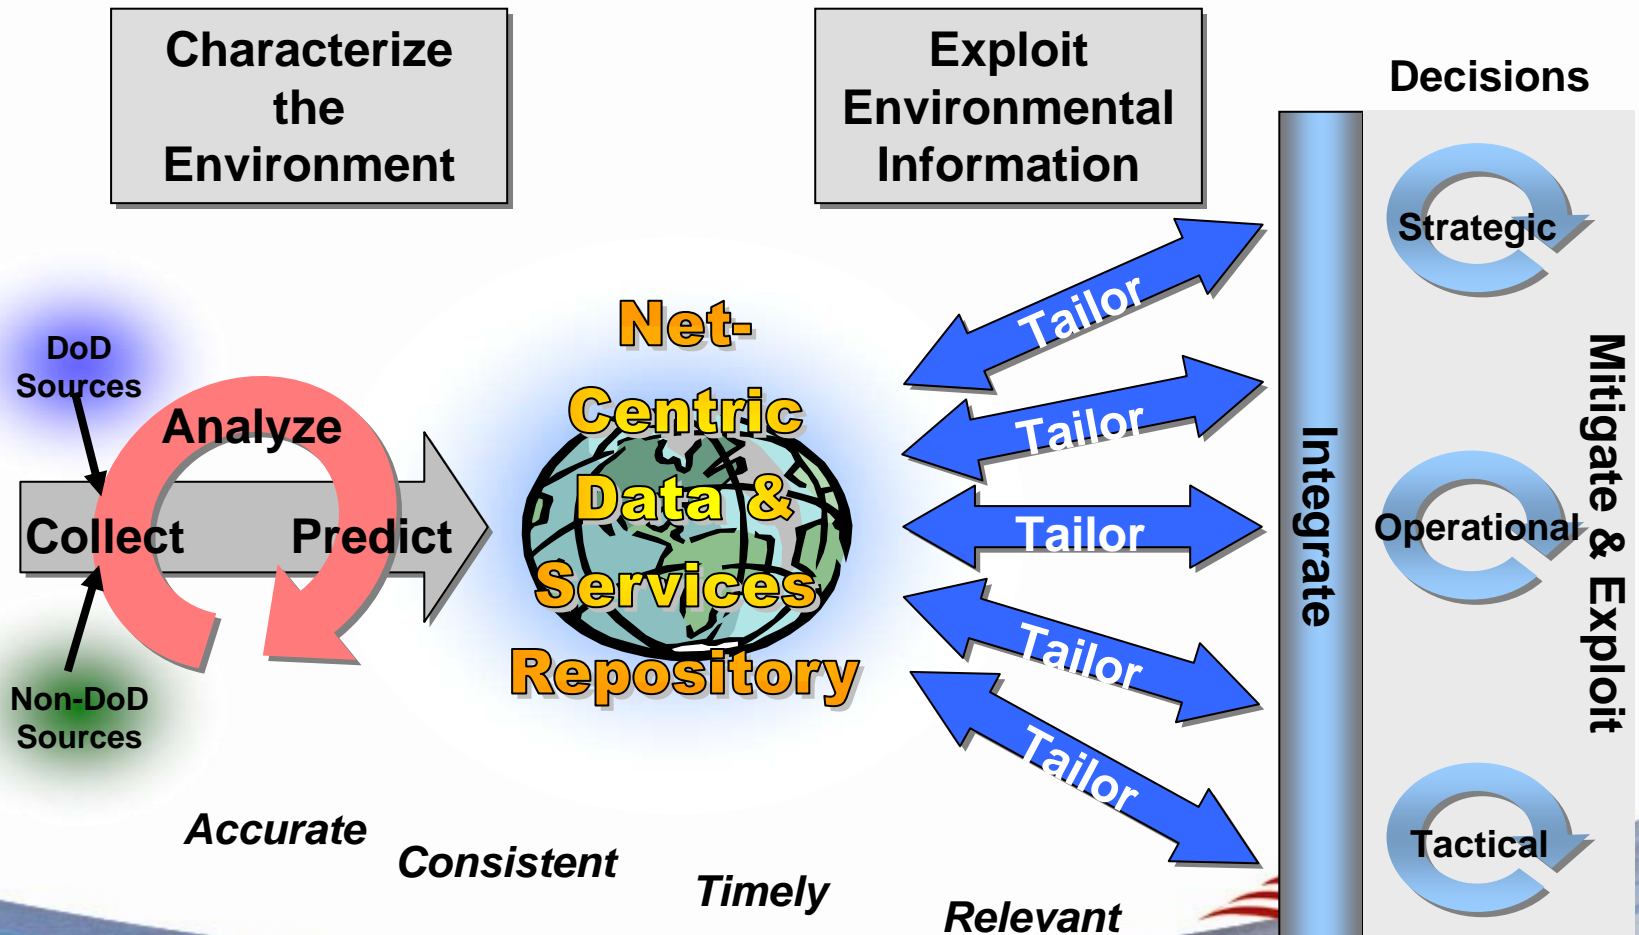 Characterize
the
Environment
Exploit
Environmental
Information
Decisions
DoD
Sources
Analyze
Collect
Predict
Non-DoD
Sources
Net-
Centric
Data &
Services
Repository
Tailor
Tailor
Tailor
Tailor
Tailor
Integrate
Strategic
Operational
Tactical
Mitigate & Exploit
Accurate
Consistent
Timely
Relevant